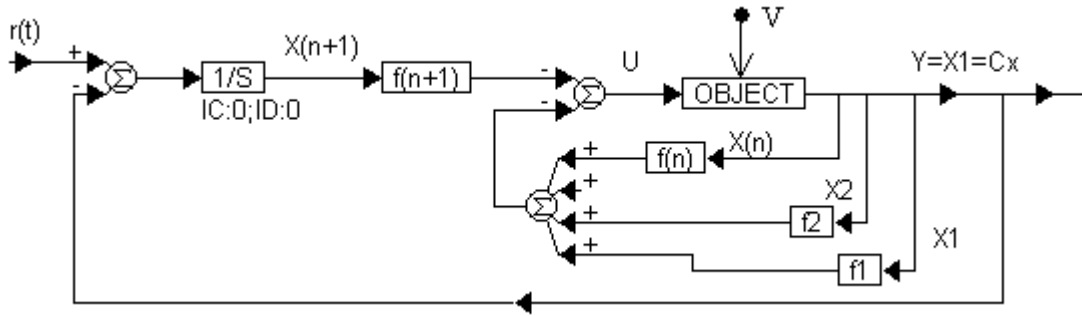 V
r(t)
+
X(n+1)
U
Y=X1=Cx
-
Σ
1/S
f(n+1)
-
-
Σ
OBJECT
IC:0;ID:0
+
f(n)
X(n)
+
Σ
+
f2
X2
+
f1
X1